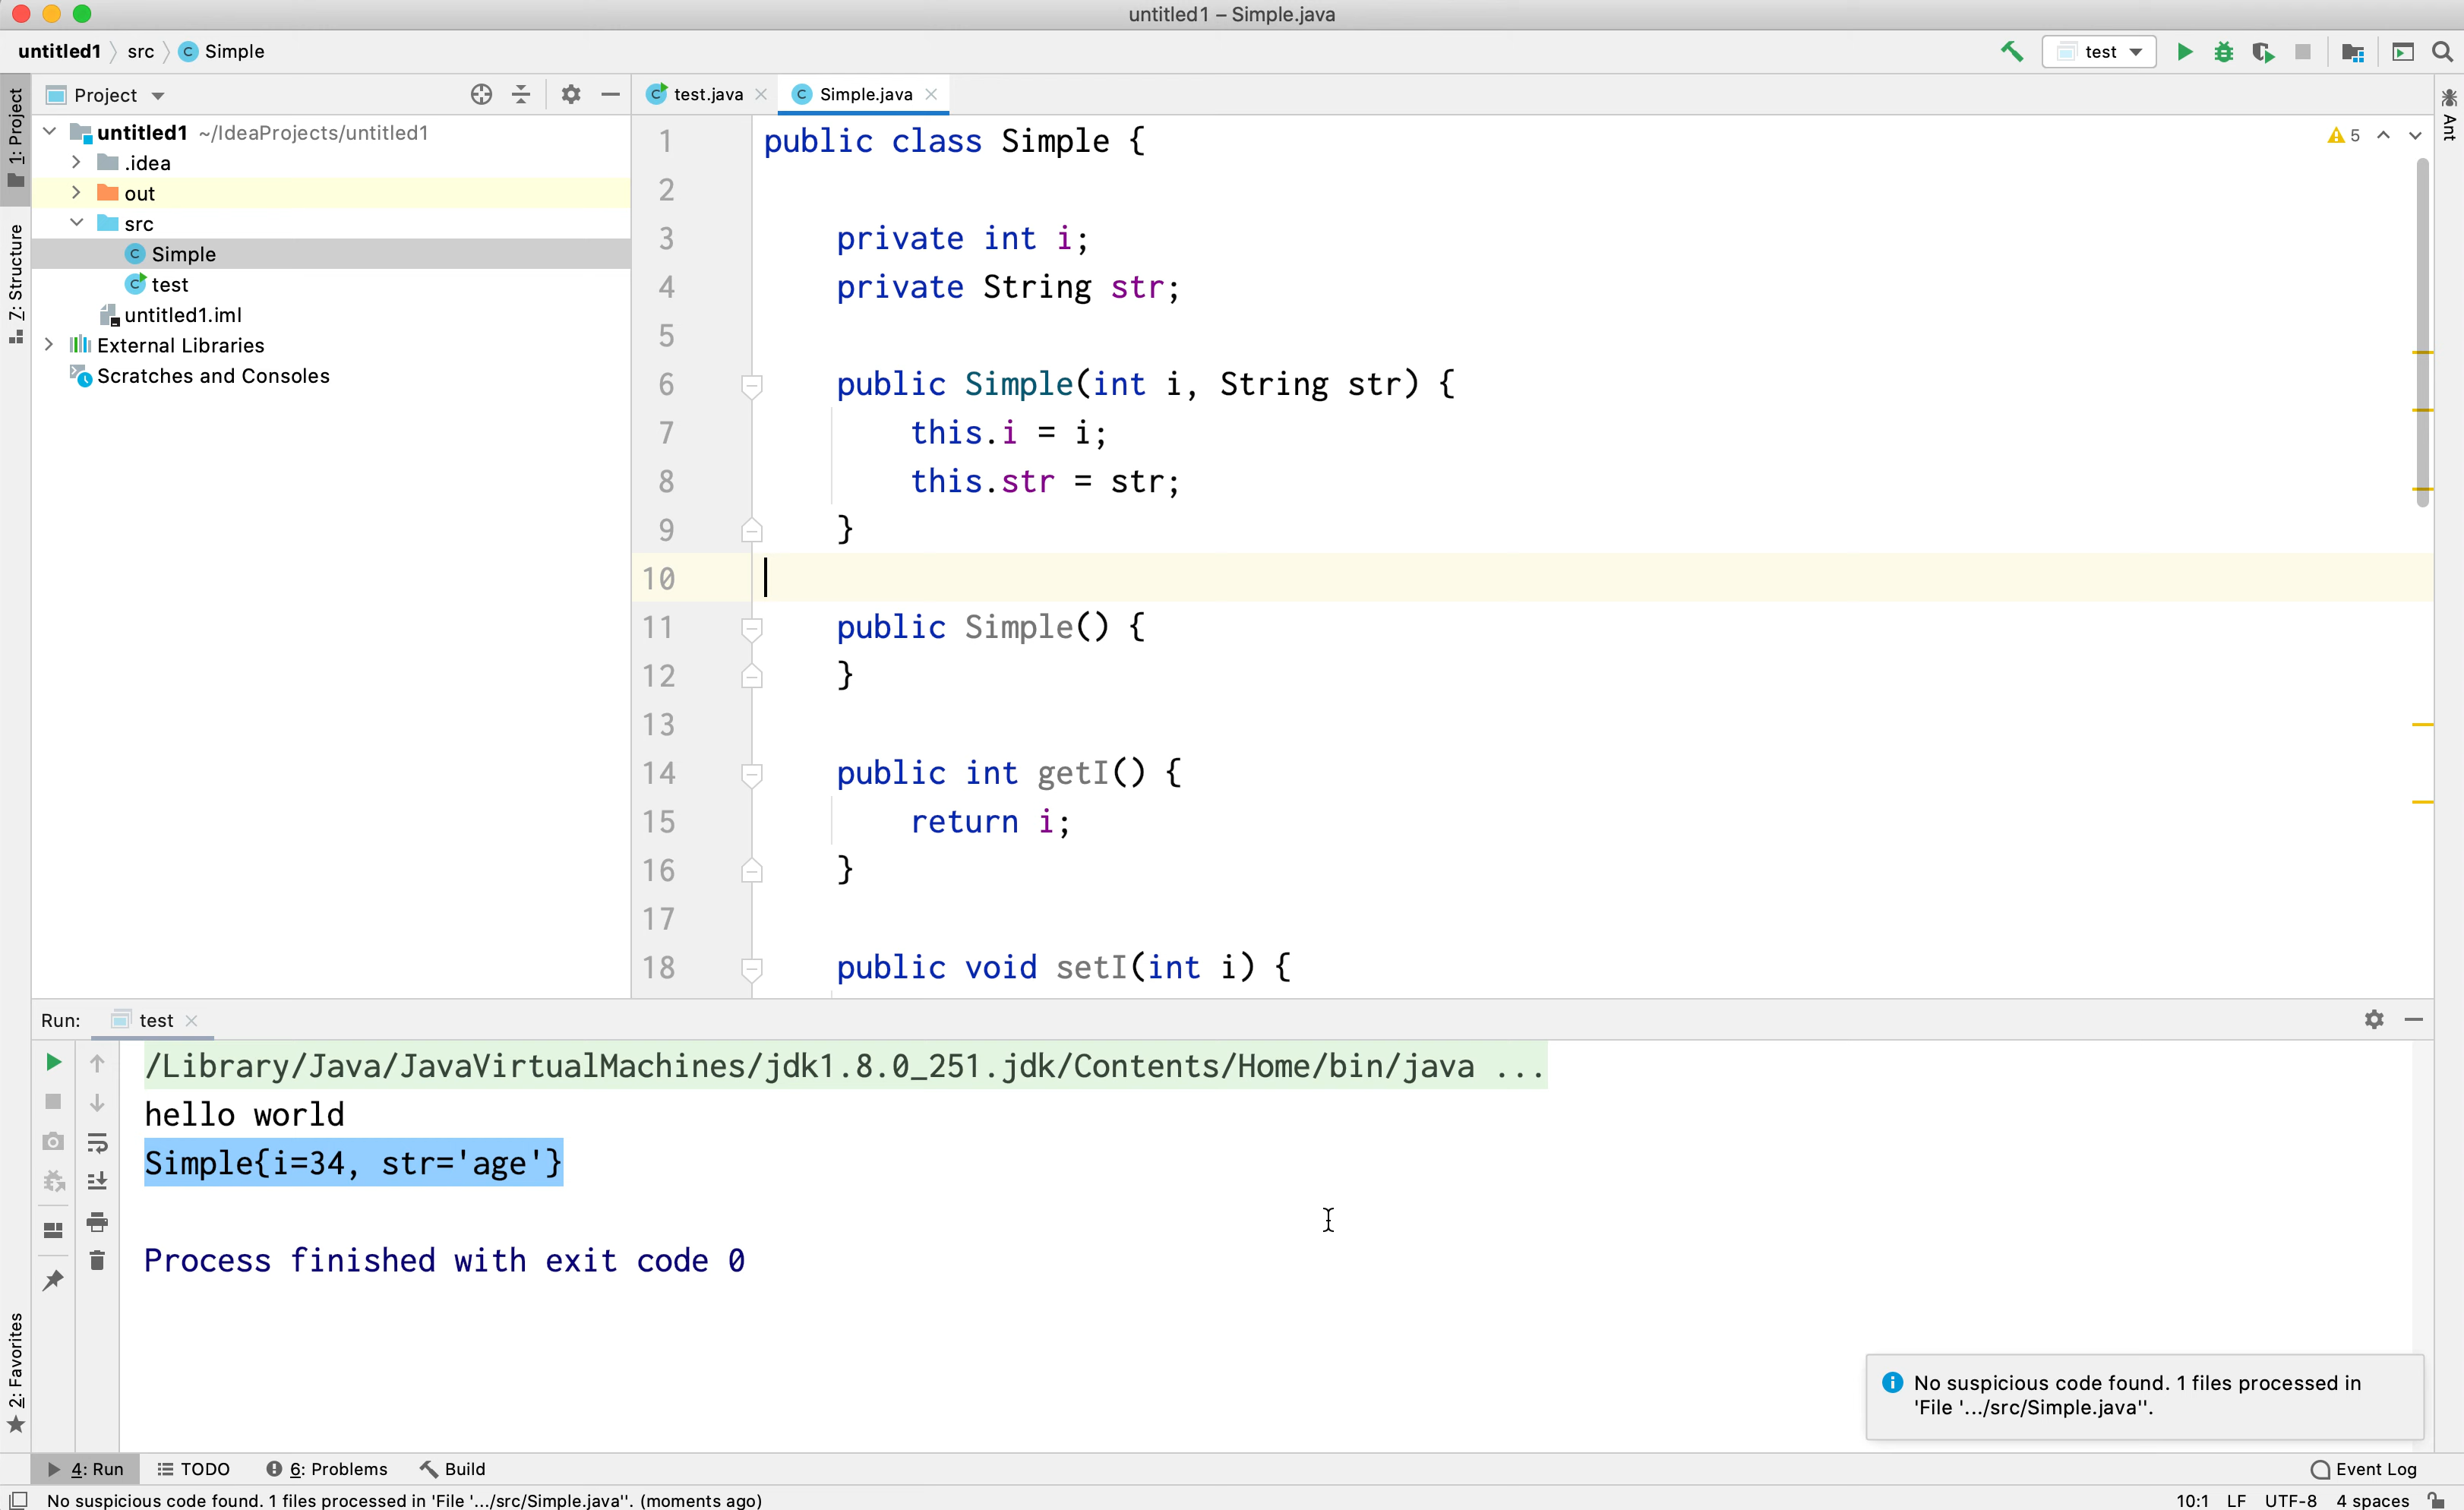 untitled1 – Simple.java
untitled1 src C Simple
test
1: Project
Project
test.java
Simple.java
Ant
untitled1 ~/IdeaProjects/untitled1
.idea
out
src
C Simple
C test
untitled1.iml
External Libraries
Scratches and Consoles
Z: Structure
5
1 public class Simple {
2
3 private int i;
4 private String str;
5
6 public Simple(int i, String str) {
7 this.i = i;
8 this.str = str;
9 }
10
11 public Simple() {
12 }
13
14 public int getI() {
15 return i;
16 }
17
18 public void setI(int i) {
Run: test
/Library/Java/JavaVirtualMachines/jdk1.8.0_251.jdk/Contents/Home/bin/java ...
hello world
Simple{i=34, str='age'}
Process finished with exit code 0
2: Favorites
No suspicious code found. 1 files processed in
'File '.../src/Simple.java''.
4: Run TODO 6: Problems Build Event Log
No suspicious code found. 1 files processed in 'File '.../src/Simple.java''. (moments ago) 10:1 LF UTF-8 4 spaces